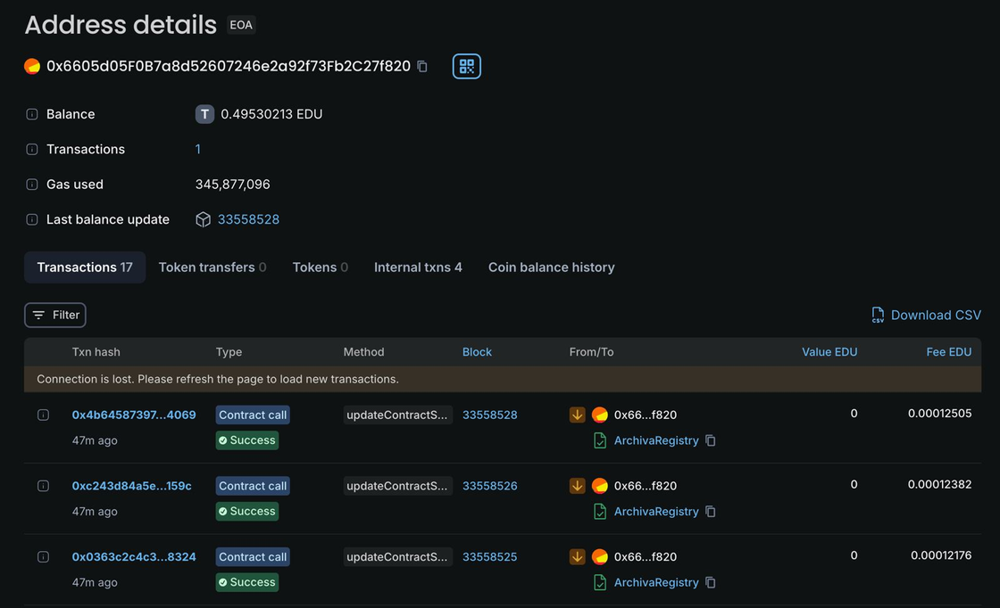 Address details EOA
0x6605d05F0B7a8d52607246e2a92f73Fb2C27f820
Balance T 0.49530213 EDU
Transactions 1
Gas used 345,877,096
Last balance update 33558528
Transactions 17 Token transfers 0 Tokens 0 Internal txns 4 Coin balance history
Filter Download CSV
Txn hash Type Method Block From/To Value EDU Fee EDU
Connection is lost. Please refresh the page to load new transactions.
0x4b64587397...4069 Contract call updateContractS... 33558528 0x66...f820 0 0.00012505
47m ago Success ArchivaRegistry
0xc243d84a5e...159c Contract call updateContractS... 33558526 0x66...f820 0 0.00012382
47m ago Success ArchivaRegistry
0x0363c2c4c3...8324 Contract call updateContractS... 33558525 0x66...f820 0 0.00012176
47m ago Success ArchivaRegistry